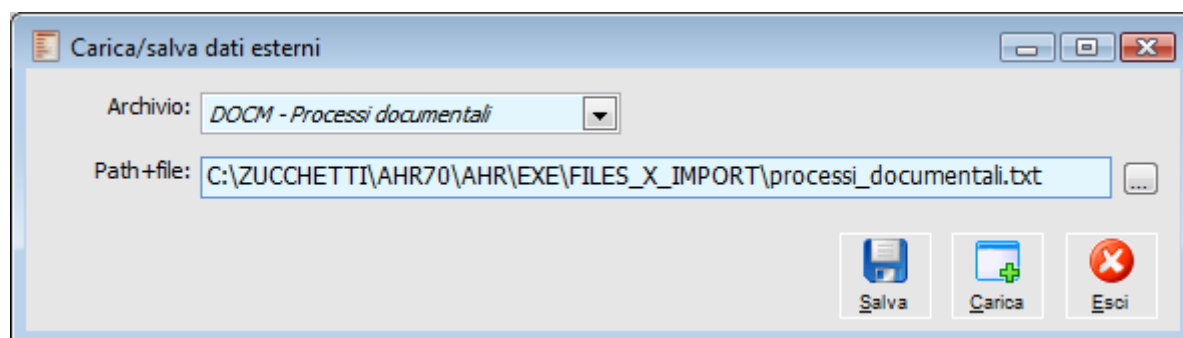 Carica/salva dati esterni
Archivio: DOCM - Processi documentali
Path+file: C:\ZUCCHETTI\AHR70\AHR\EXE\FILES_X_IMPORT\processi_documentali.txt ...
Salva Carica Esci